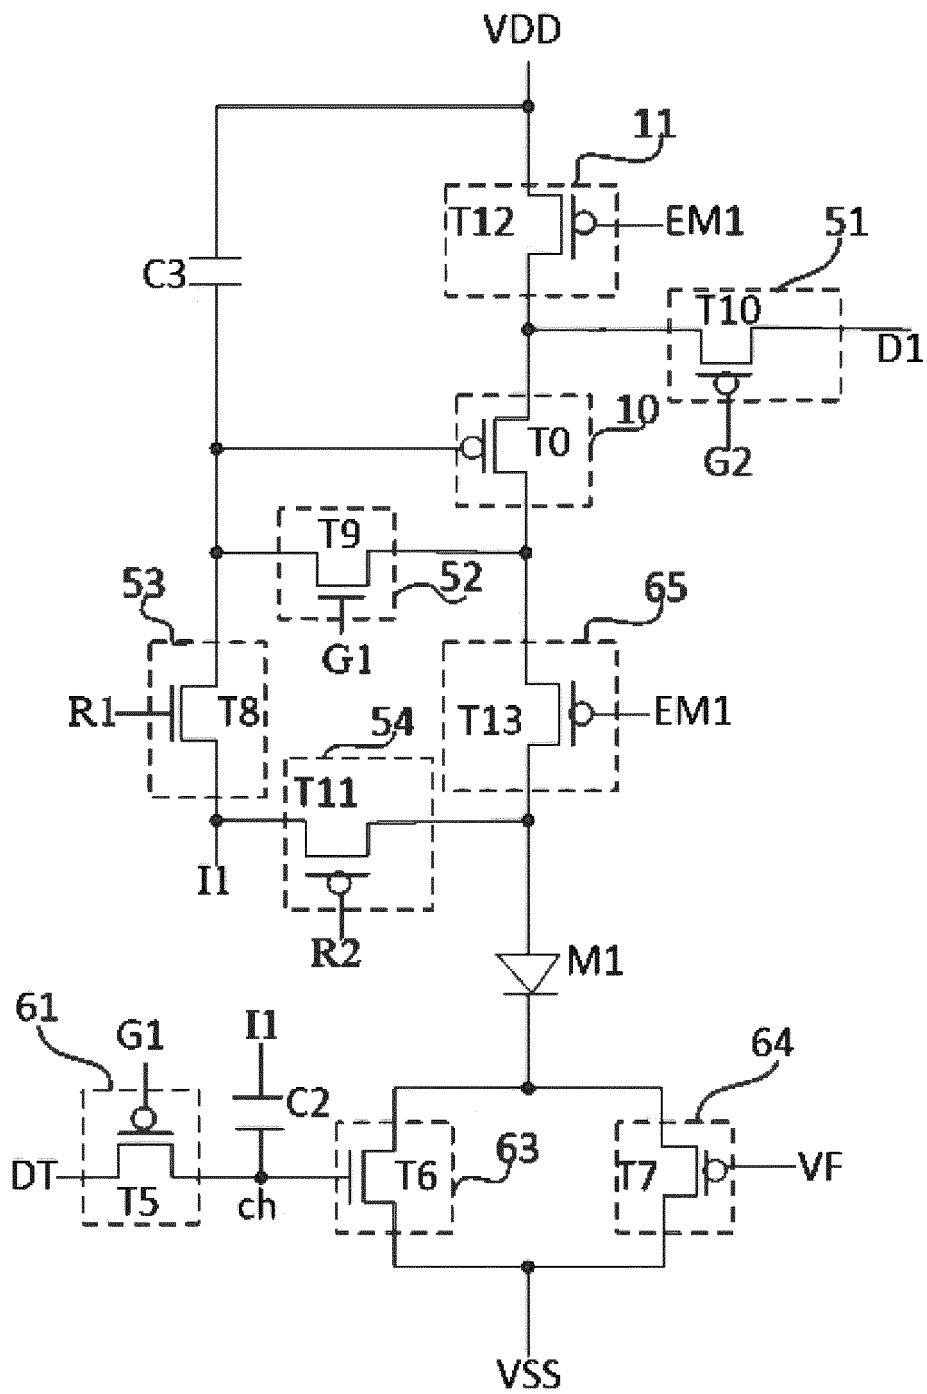 VDD
11
T12
EM1
51
C3
T10
D1
10
T0
G2
T9
53
52
65
G1
R1
T8
54
T13
EM1
T11
I1
R2
M1
61
G1
I1
64
C2
63
DT
T5
ch
T6
T7
VF
VSS